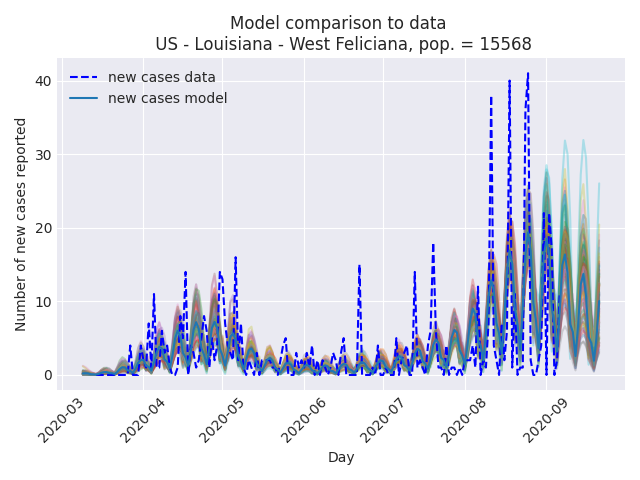 Model comparison to data
US - Louisiana - West Feliciana, pop. = 15568
new cases data
new cases model
Number of new cases reported
40
30
20
10
0
2020-03
2020-04
2020-05
2020-06
2020-07
2020-08
2020-09
Day